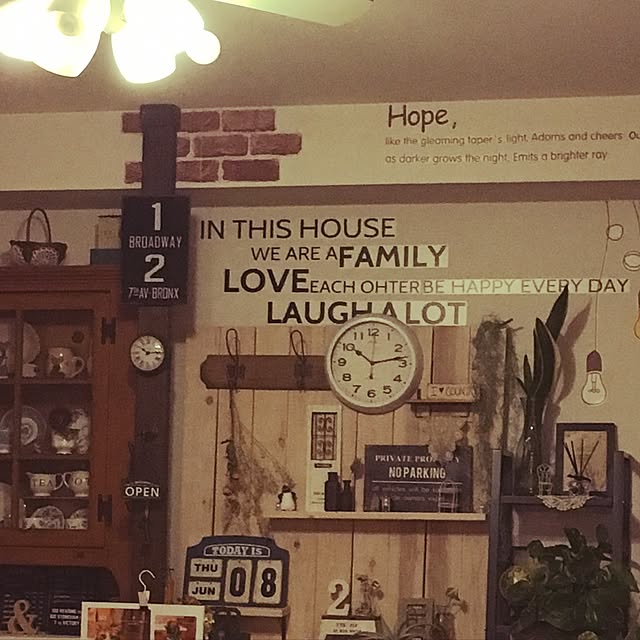 Hope,
like the gleaming taper's light, Adorns and cheers
as darker grows the night, Emits a brighter ray
1
BROADWAY
2
7TH AV-BRONX
IN THIS HOUSE
WE ARE A FAMILY
LOVE EACH OHTER BE HAPPY EVERY DAY
LAUGH A LOT
12 1 2 3 4 5 6 7 8 9 10 11
PRIVATE
NO PARKING
TEA
OPEN
TODAY IS
THU
JUN
08
2
&